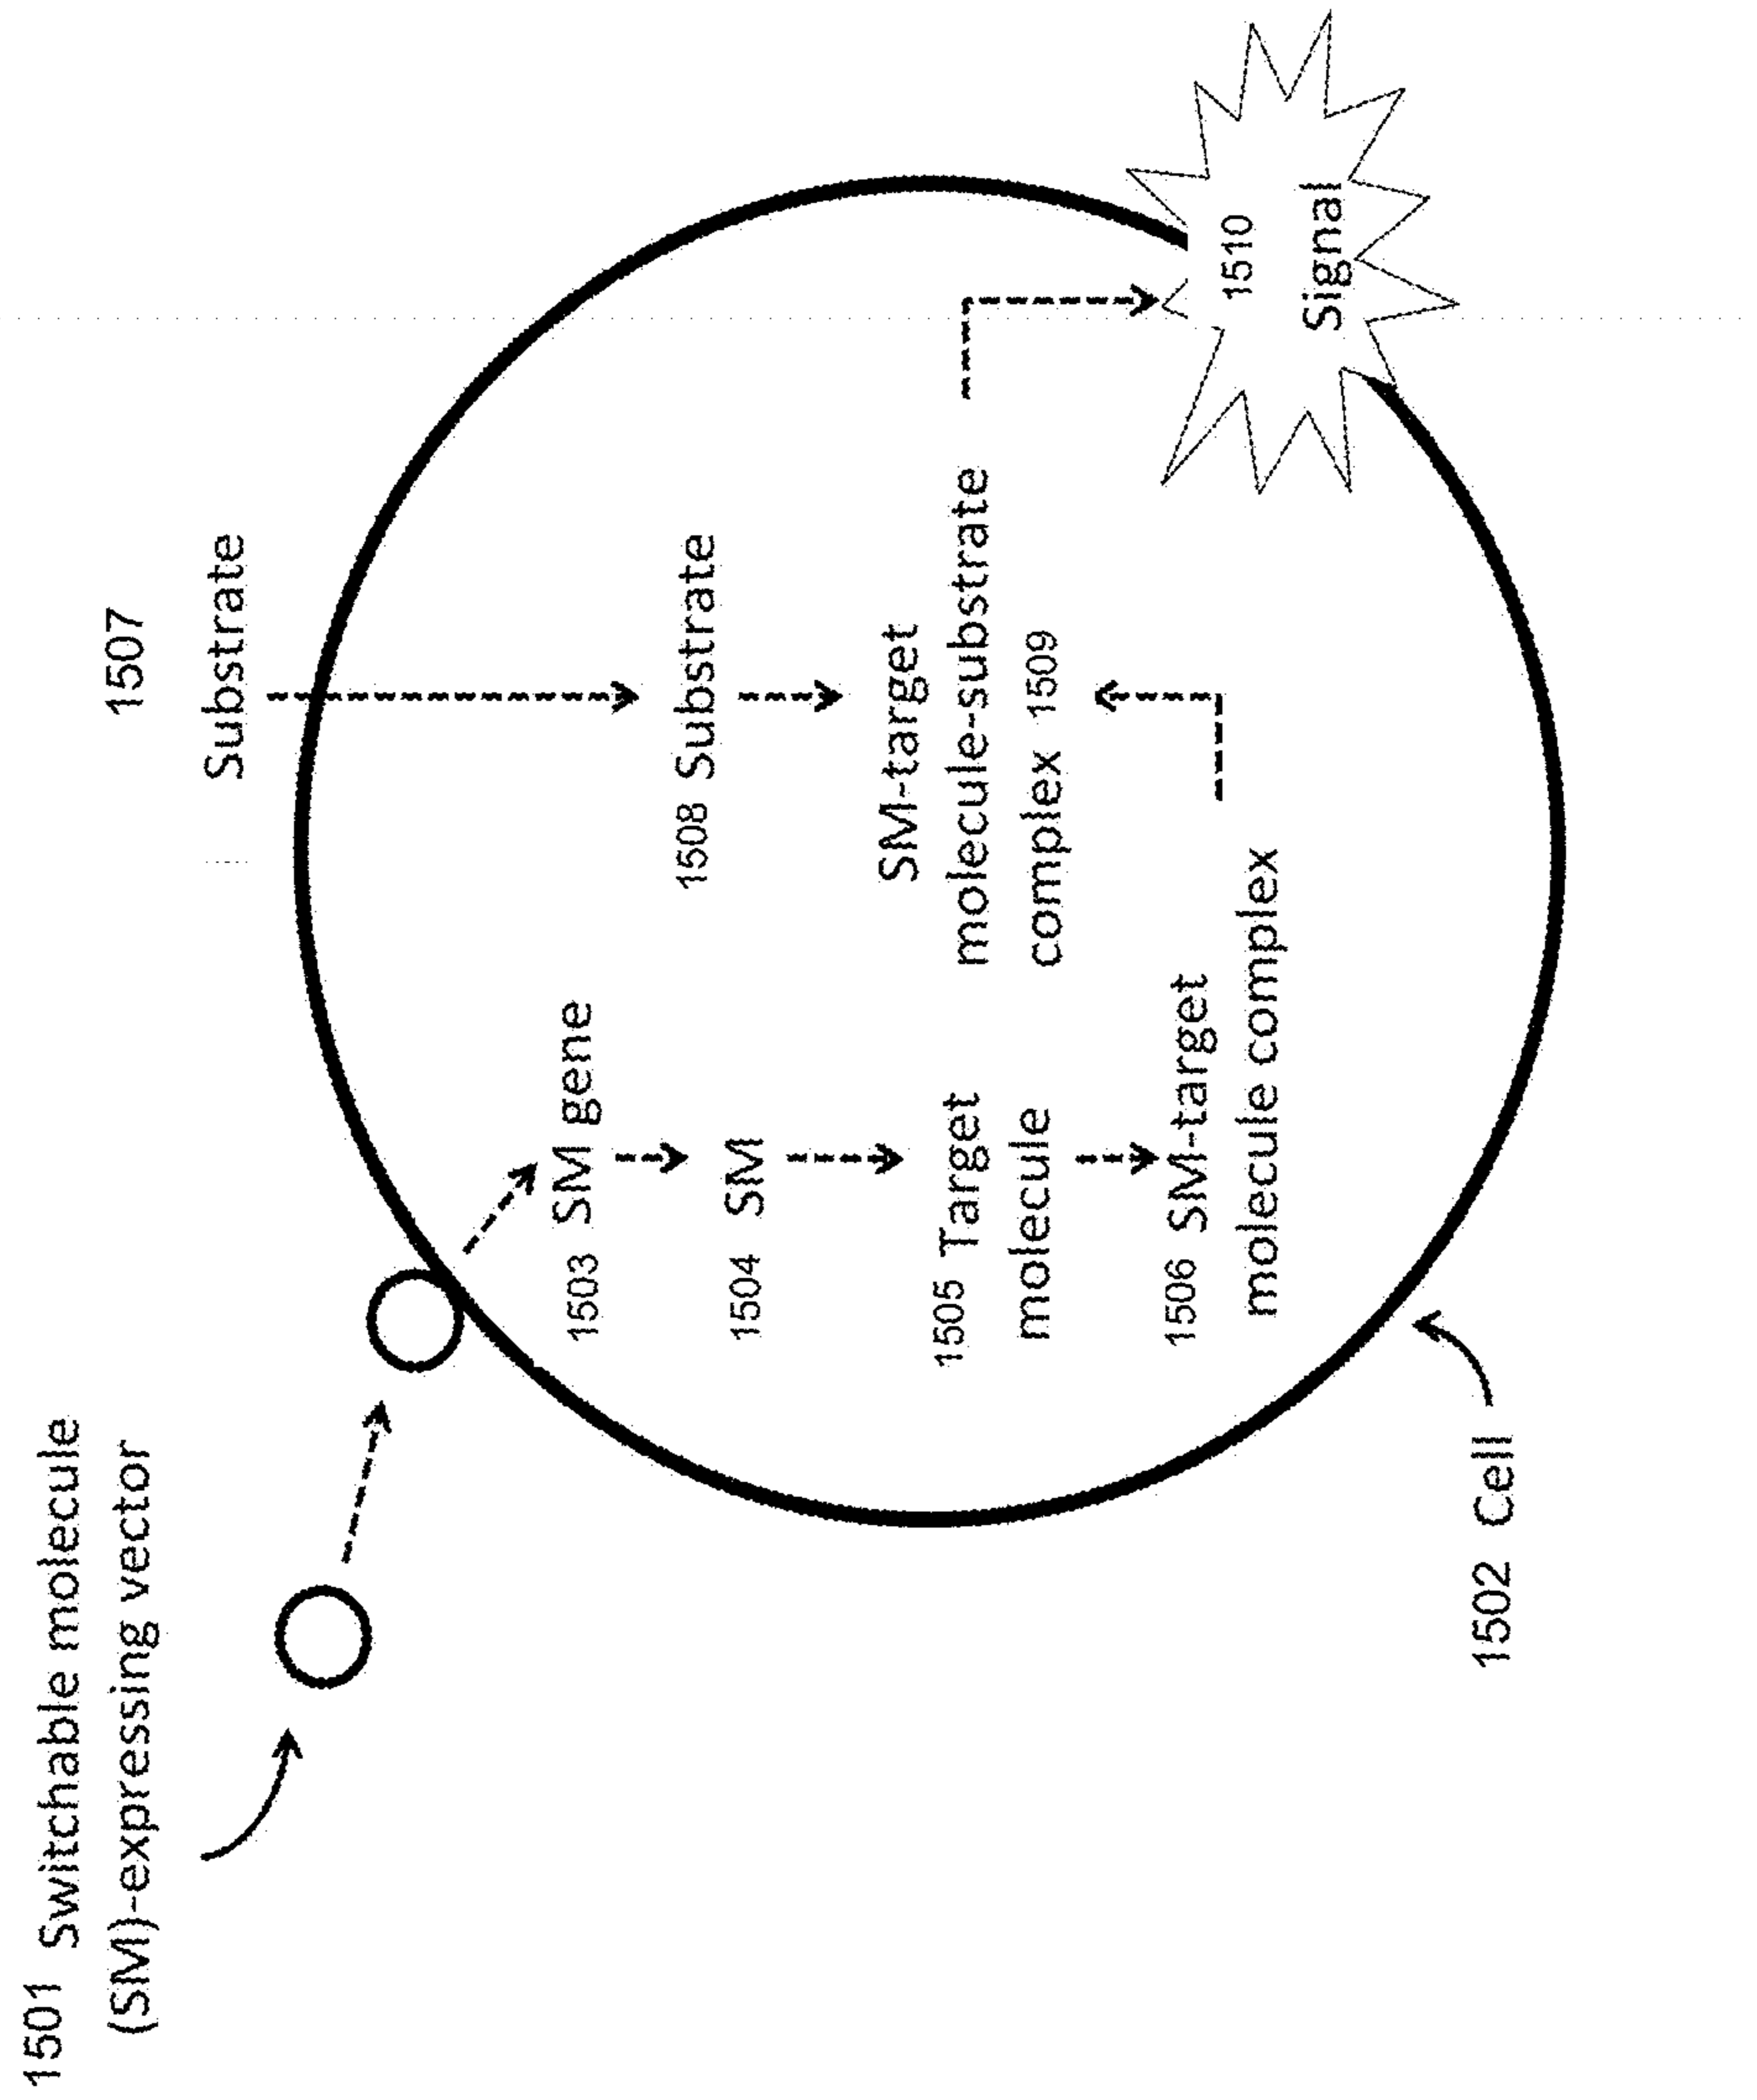 1501 Switchable molecule
(SM)-expressing vector
1507
Substrate
1503 SM gene
1508 Substrate
1504 SM
SM-target
molecule-substrate
complex 1509
1505 Target
molecule
1506 SM-target
molecule complex
1510
Signal
1502 Cell